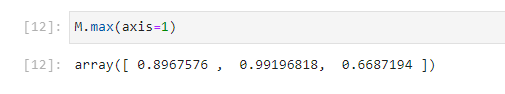 [12]: M.max(axis=1)
[12]: array([ 0.8967576 ,  0.99196818,  0.6687194 ])